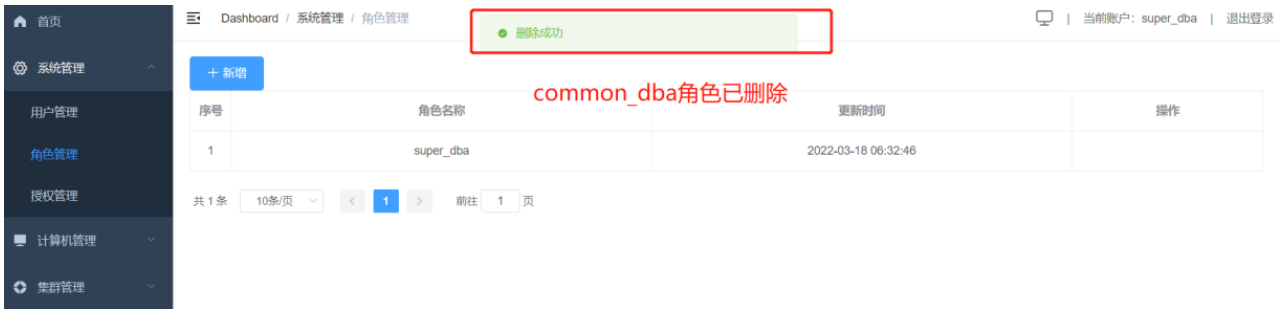 首页
Dashboard / 系统管理 / 角色管理
删除成功
| 当前账户：super_dba | 退出登录
系统管理
+ 新增
common_dba角色已删除
用户管理
序号 角色名称 更新时间 操作
角色管理
1 super_dba 2022-03-18 06:32:46
授权管理
共 1 条 10条/页 < 1 > 前往 1 页
计算机管理
集群管理